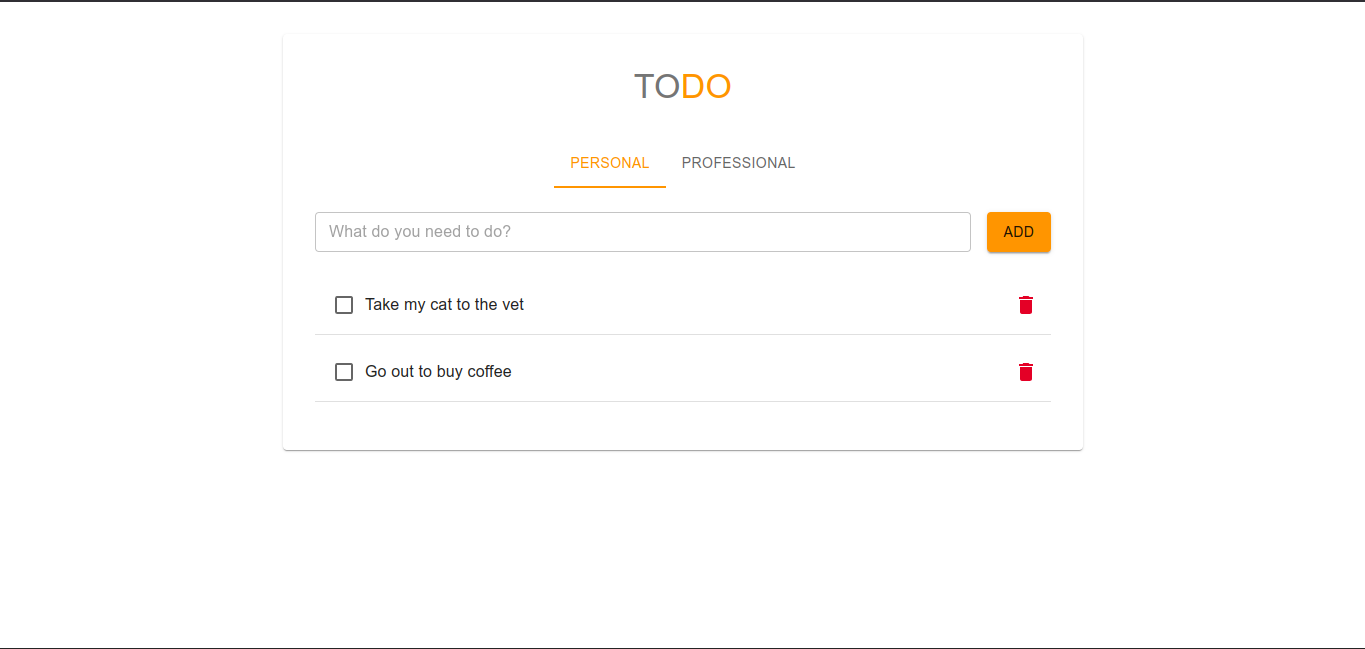 TODO
PERSONAL PROFESSIONAL
What do you need to do? ADD
Take my cat to the vet
Go out to buy coffee